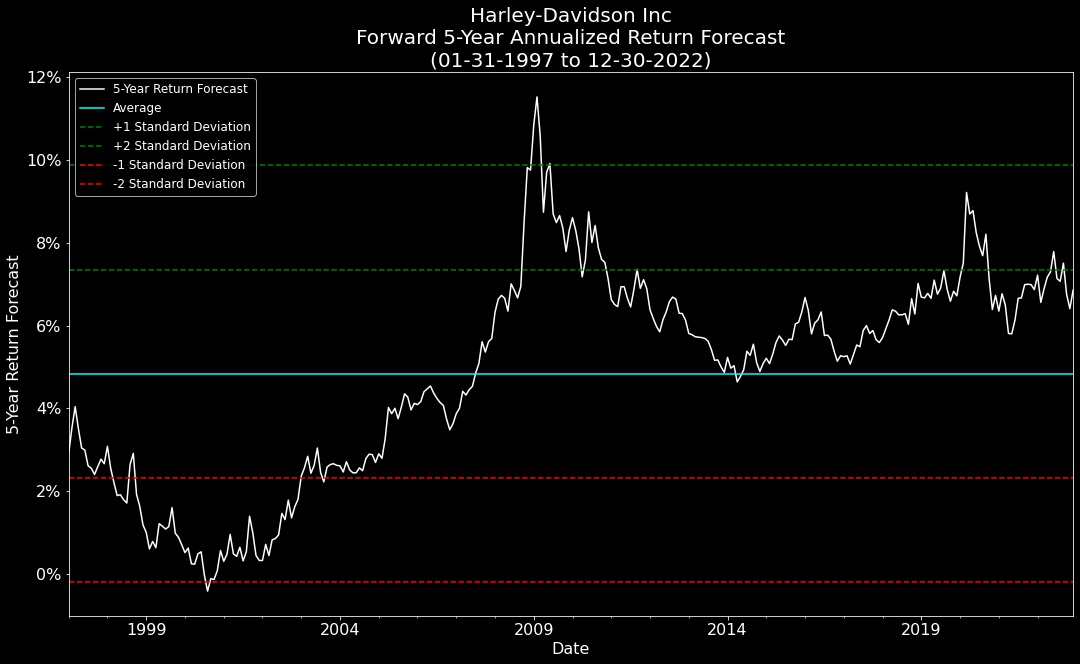 Harley-Davidson Inc
Forward 5-Year Annualized Return Forecast
(01-31-1997 to 12-30-2022)
12%
10%
8%
6%
4%
2%
0%
5-Year Return Forecast
5-Year Return Forecast
Average
+1 Standard Deviation
+2 Standard Deviation
-1 Standard Deviation
-2 Standard Deviation
1999
2004
2009
2014
2019
Date